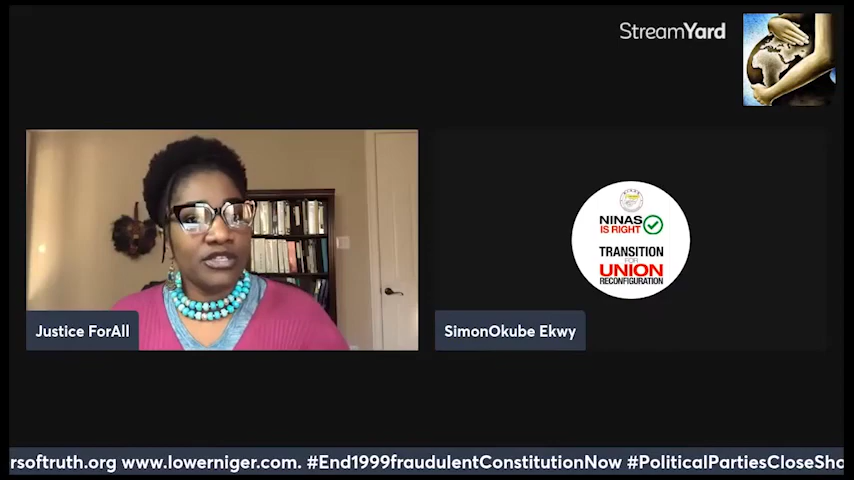 StreamYard
NINAS
IS RIGHT
TRANSITION
FOR
UNION
RECONFIGURATION
Justice ForAll
SimonOkube Ekwy
rsoftruth.org www.lowerniger.com. #End1999fraudulentConstitutionNow #PoliticalPartiesCloseSho